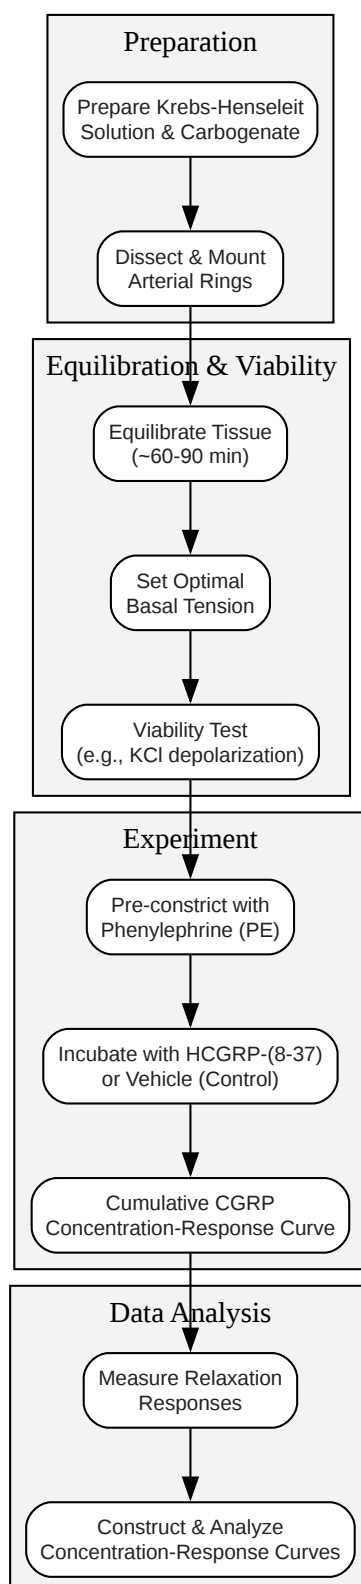 Preparation
Prepare Krebs-Henseleit
Solution & Carbogenate
Dissect & Mount
Arterial Rings
Equilibration & Viability
Equilibrate Tissue
(~60-90 min)
Set Optimal
Basal Tension
Viability Test
(e.g., KCl depolarization)
Experiment
Pre-constrict with
Phenylephrine (PE)
Incubate with HCGRP-(8-37)
or Vehicle (Control)
Cumulative CGRP
Concentration-Response Curve
Data Analysis
Measure Relaxation
Responses
Construct & Analyze
Concentration-Response Curves